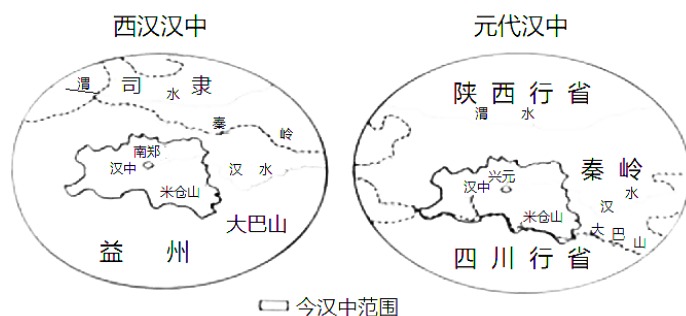 西汉汉中
元代汉中
渭
司隶
水
秦
岭
南郑
汉中
汉水
米仓山
大巴山
益州
陕西行省
渭水
兴元
汉中
秦岭
水
汉
米仓山
大巴山
四川行省
今汉中范围